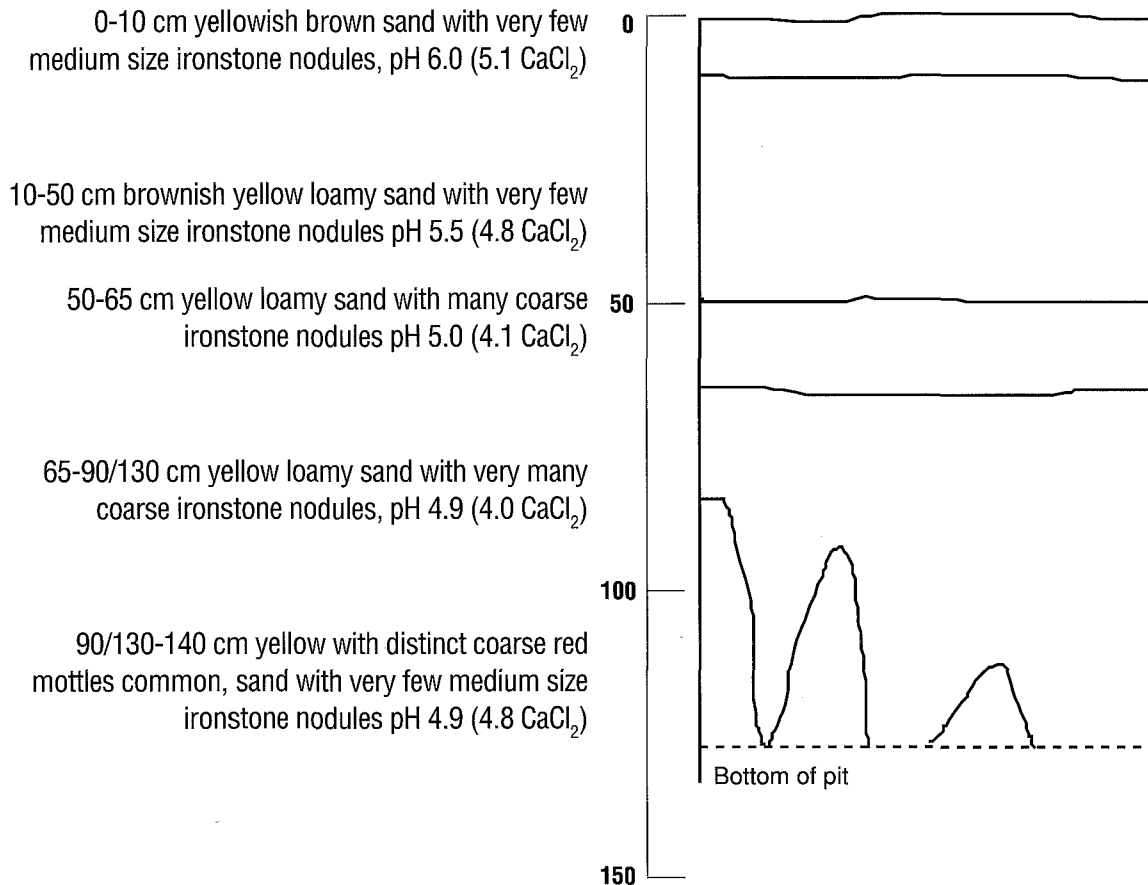 0-10 cm yellowish brown sand with very few
medium size ironstone nodules, pH 6.0 (5.1 CaCl₂)
10-50 cm brownish yellow loamy sand with very few
medium size ironstone nodules pH 5.5 (4.8 CaCl₂)
50-65 cm yellow loamy sand with many coarse
ironstone nodules pH 5.0 (4.1 CaCl₂)
65-90/130 cm yellow loamy sand with very many
coarse ironstone nodules, pH 4.9 (4.0 CaCl₂)
90/130-140 cm yellow with distinct coarse red
mottles common, sand with very few medium size
ironstone nodules pH 4.9 (4.8 CaCl₂)
0
50
100
150
Bottom of pit